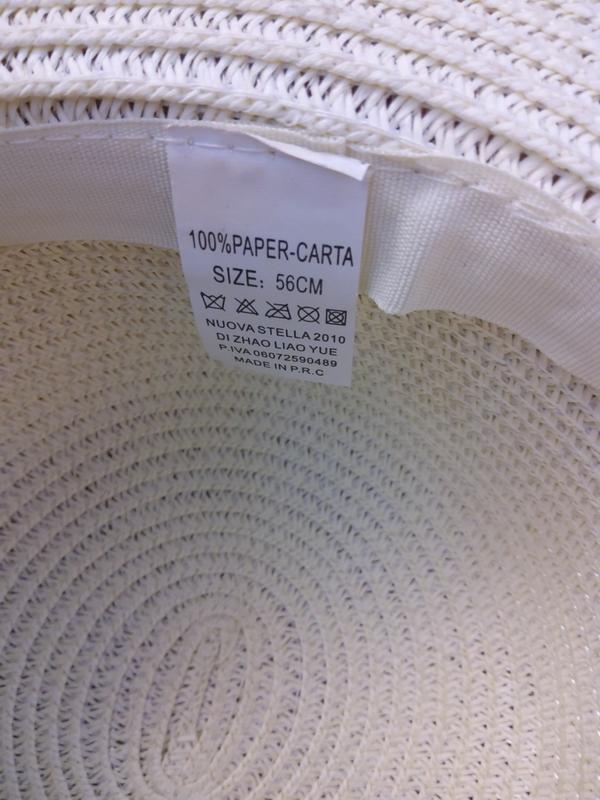 100%PAPER-CARTA
SIZE: 56CM
NUOVA STELLA 2010
DI ZHAO LIAO YUE
P.IVA 06072590489
MADE IN P.R.C